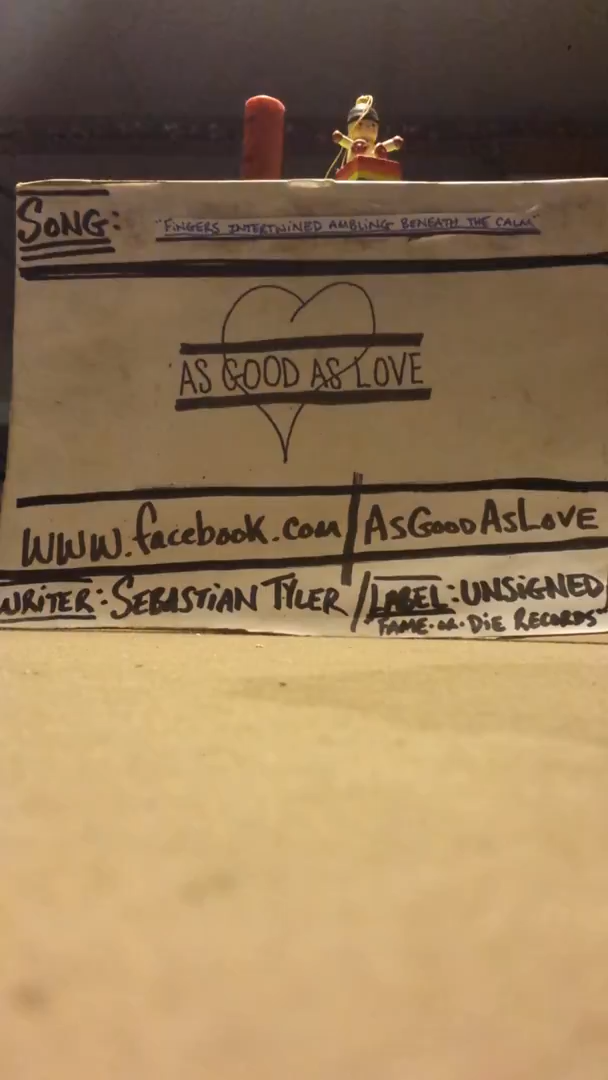 SONG: "FINGERS INTERTWINED AMBLING BENEATH THE CALM"
AS GOOD AS LOVE
www.facebook.com/AsGoodAsLove
WRITER: SEBASTIAN TYLER / LABEL: UNSIGNED
"FAME·OR·DIE RECORDS"